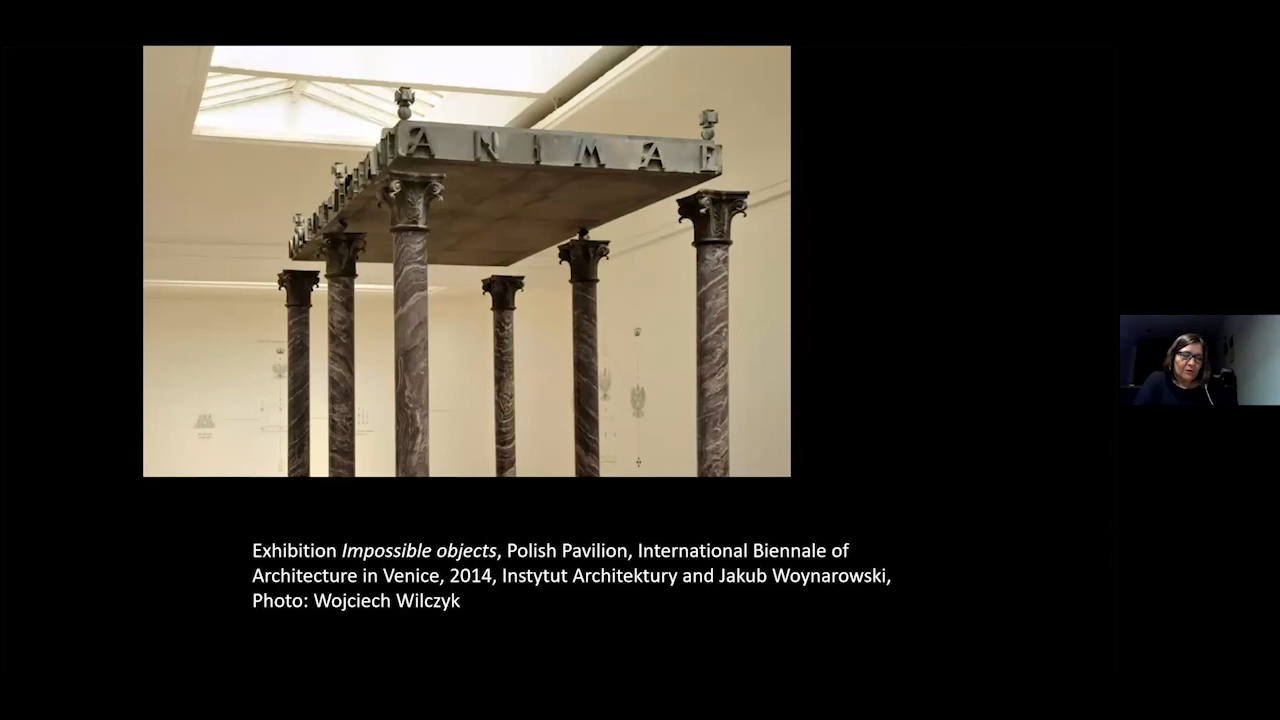 ANIMAE
Exhibition Impossible objects, Polish Pavilion, International Biennale of
Architecture in Venice, 2014, Instytut Architektury and Jakub Woynarowski,
Photo: Wojciech Wilczyk